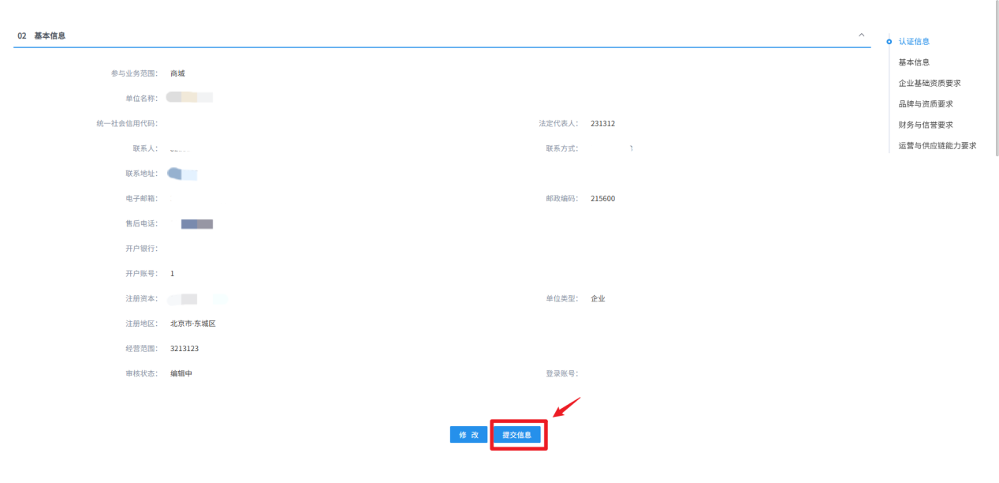 02 基本信息
认证信息
基本信息
企业基础资质要求
品牌与资质要求
财务与信誉要求
运营与供应链能力要求
参与业务范围： 商城
单位名称：
统一社会信用代码：
法定代表人： 231312
联系人：
联系方式：
联系地址：
电子邮箱：
邮政编码： 215600
售后电话：
开户银行：
开户账号： 1
注册资本：
单位类型： 企业
注册地区： 北京市·东城区
经营范围： 3213123
审核状态： 编辑中
登录账号：
修 改
提交信息